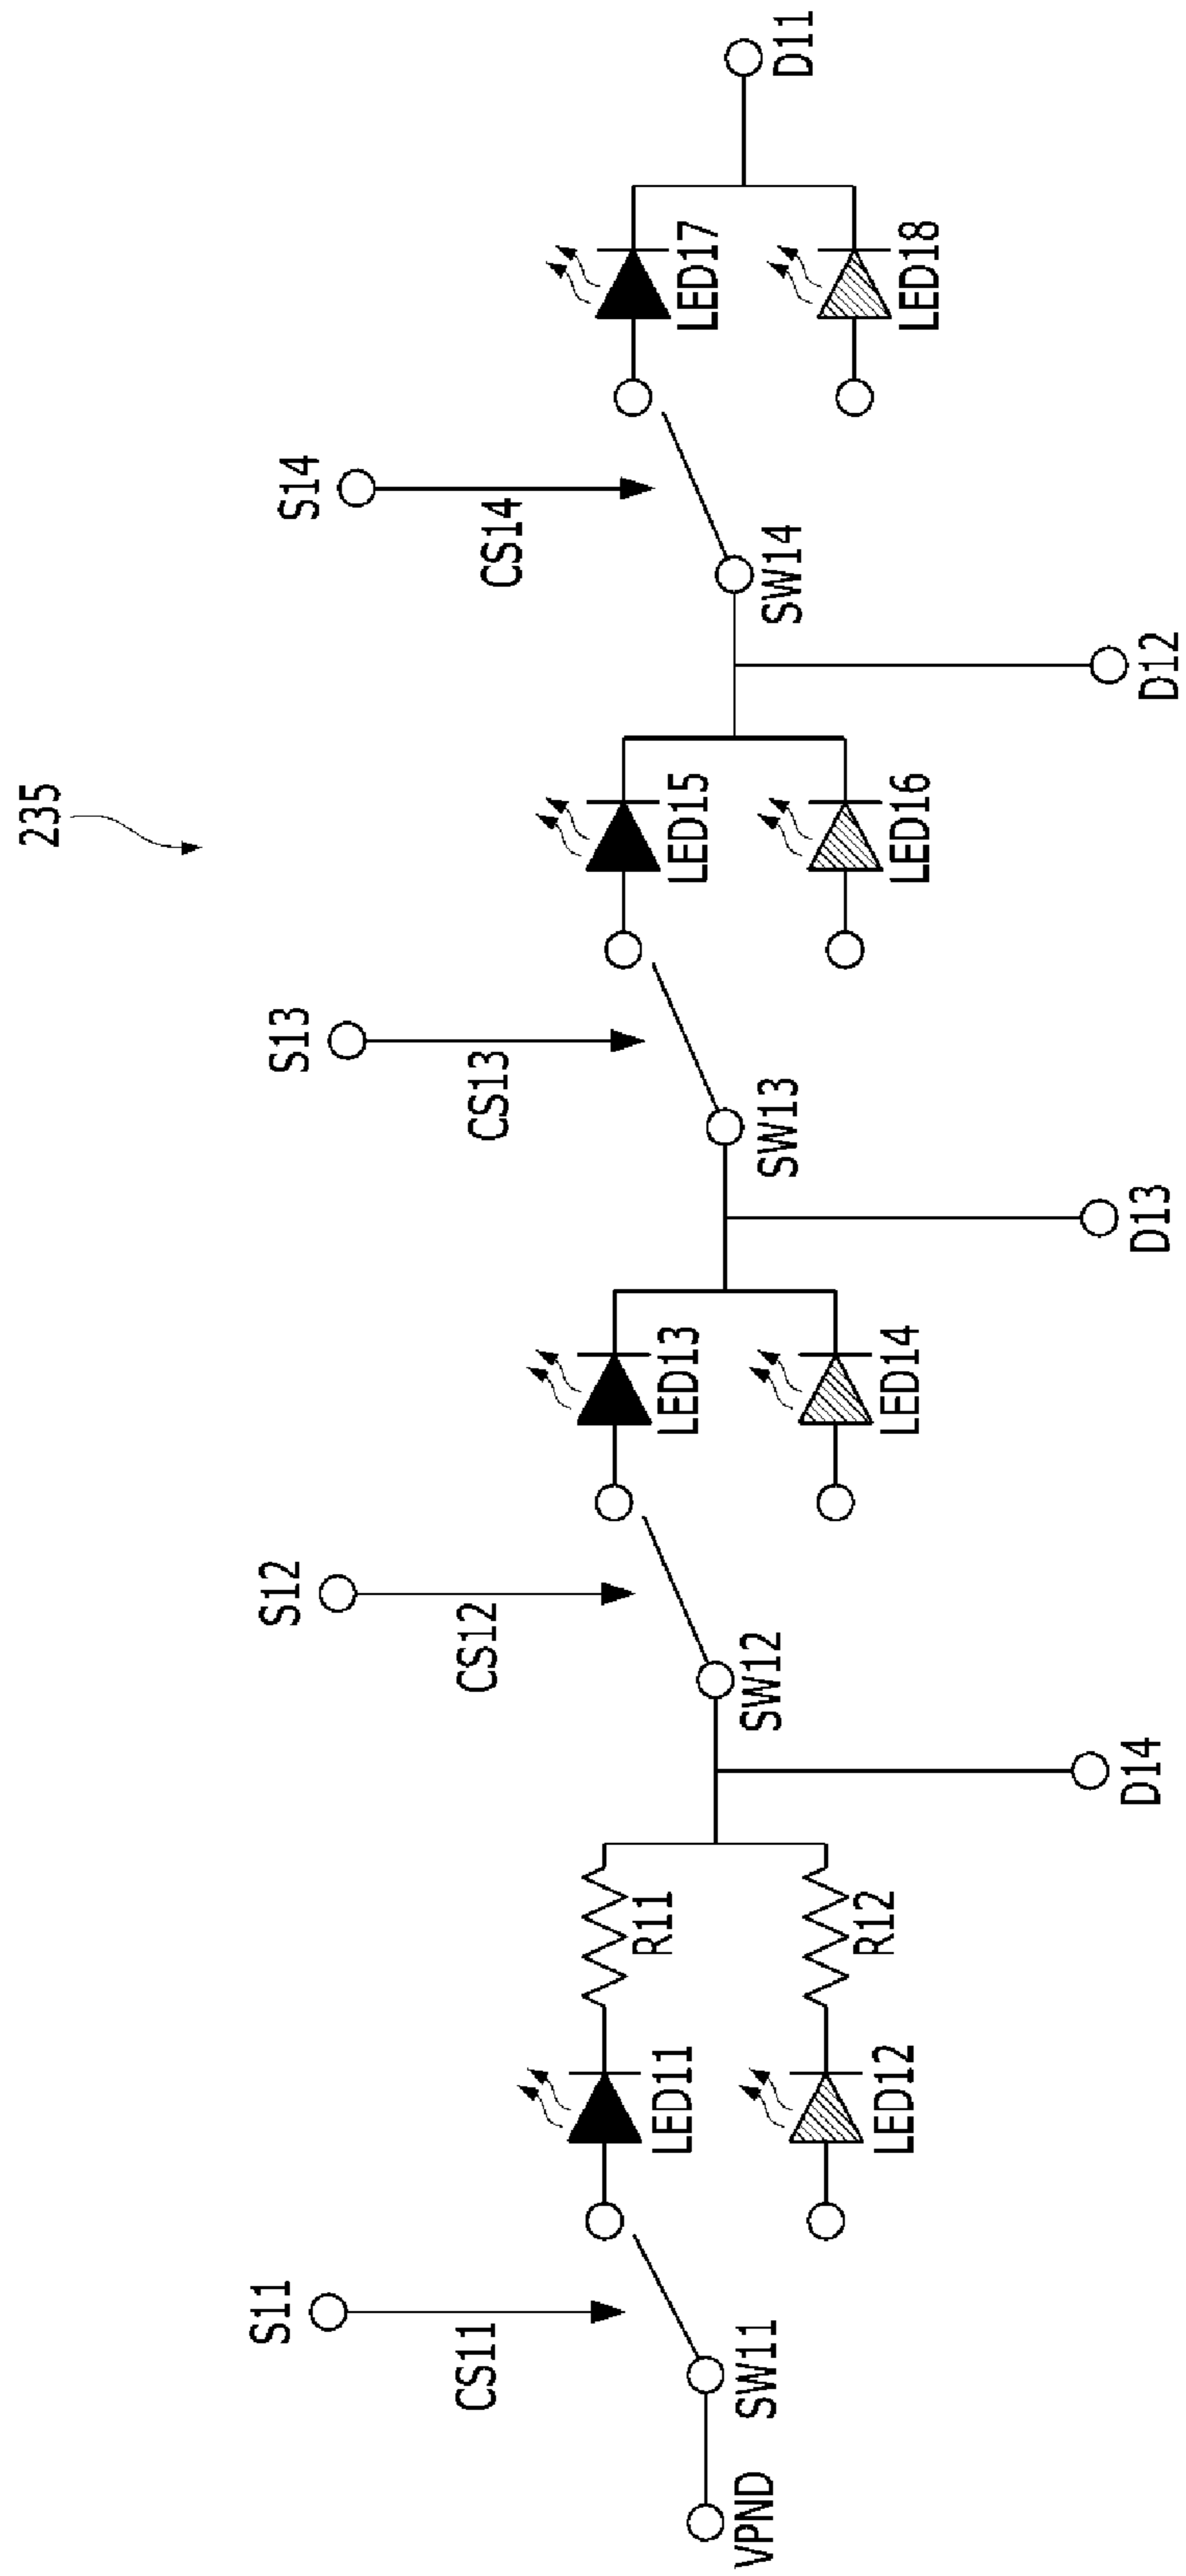 235
S11
S12
S13
S14
CS11
CS12
CS13
CS14
LED11
R11
LED13
LED15
LED17
VPND
SW11
SW12
SW13
SW14
D11
LED12
R12
LED14
LED16
LED18
D14
D13
D12